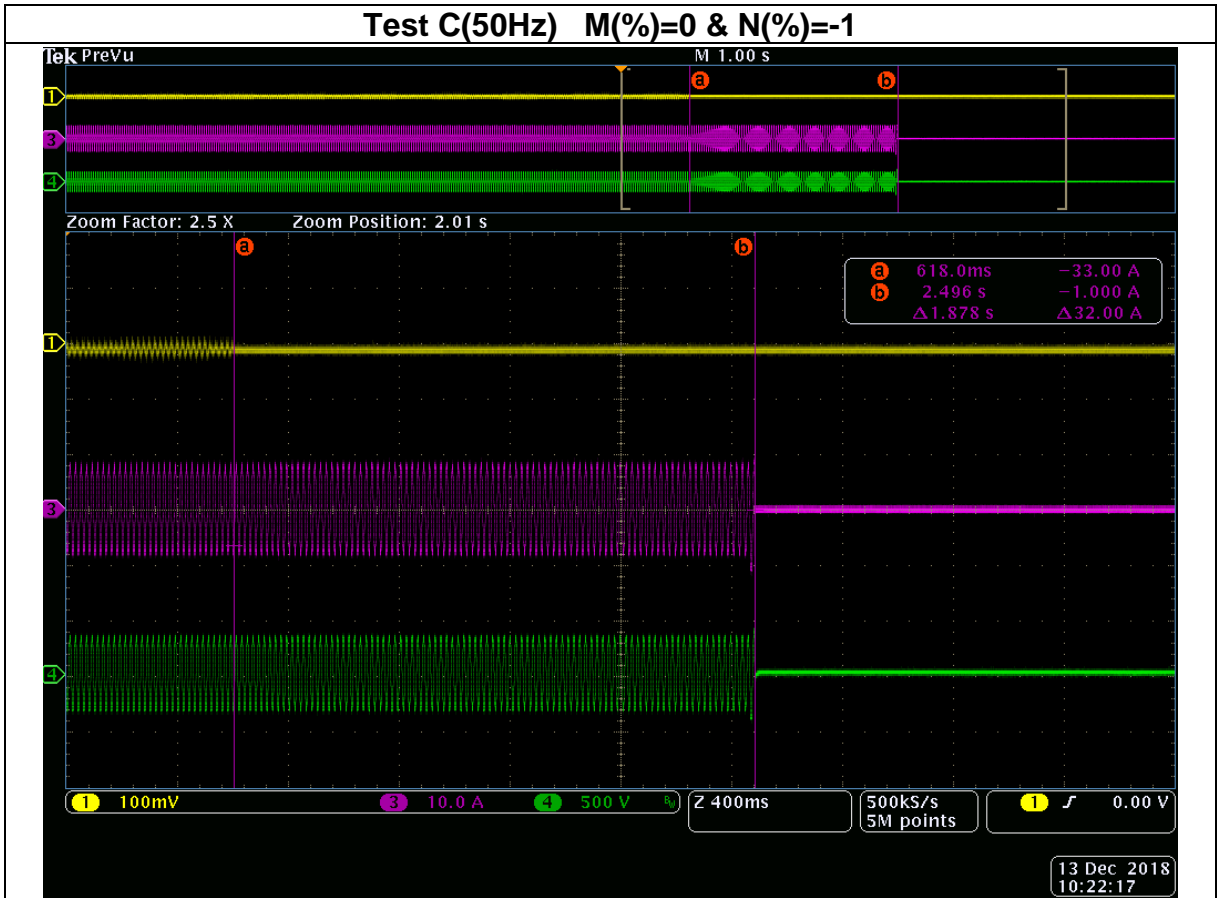 Test C(50Hz) M(%)=0 & N(%)=-1
Tek PreVu M 1.00 s
a b
1
3
4
Zoom Factor: 2.5 X Zoom Position: 2.01 s
a b
a 618.0ms -33.00 A
b 2.496 s -1.000 A
Δ1.878 s Δ32.00 A
1
3
4
1 100mV 3 10.0 A 4 500 V BW Z 400ms 500kS/s 1 0.00 V
5M points
13 Dec 2018
10:22:17